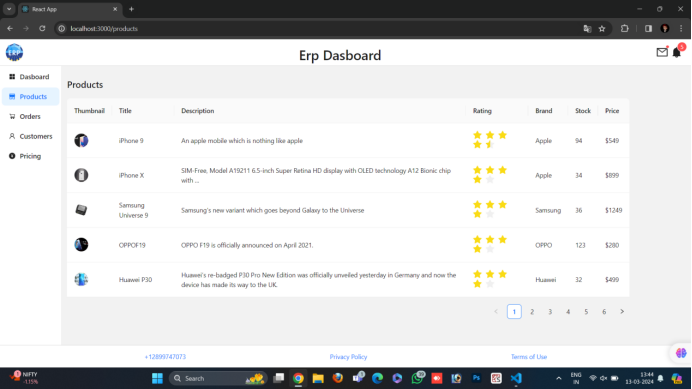 React App
localhost:3000/products
ERP
Erp Dasboard
3
Dasboard
Products
Orders
Customers
Pricing
Products
Thumbnail Title Description Rating Brand Stock Price
iPhone 9 An apple mobile which is nothing like apple Apple 94 $549
iPhone X SIM-Free, Model A19211 6.5-inch Super Retina HD display with OLED technology A12 Bionic chip with ... Apple 34 $899
Samsung Universe 9 Samsung's new variant which goes beyond Galaxy to the Universe Samsung 36 $1249
OPPOF19 OPPO F19 is officially announced on April 2021. OPPO 123 $280
Huawei P30 Huawei's re-badged P30 Pro New Edition was officially unveiled yesterday in Germany and now the device has made its way to the UK. Huawei 32 $499
< 1 2 3 4 5 6 >
+12899747073 Privacy Policy Terms of Use
NIFTY
-1.15%
Search
ENG
IN
13:44
13-03-2024